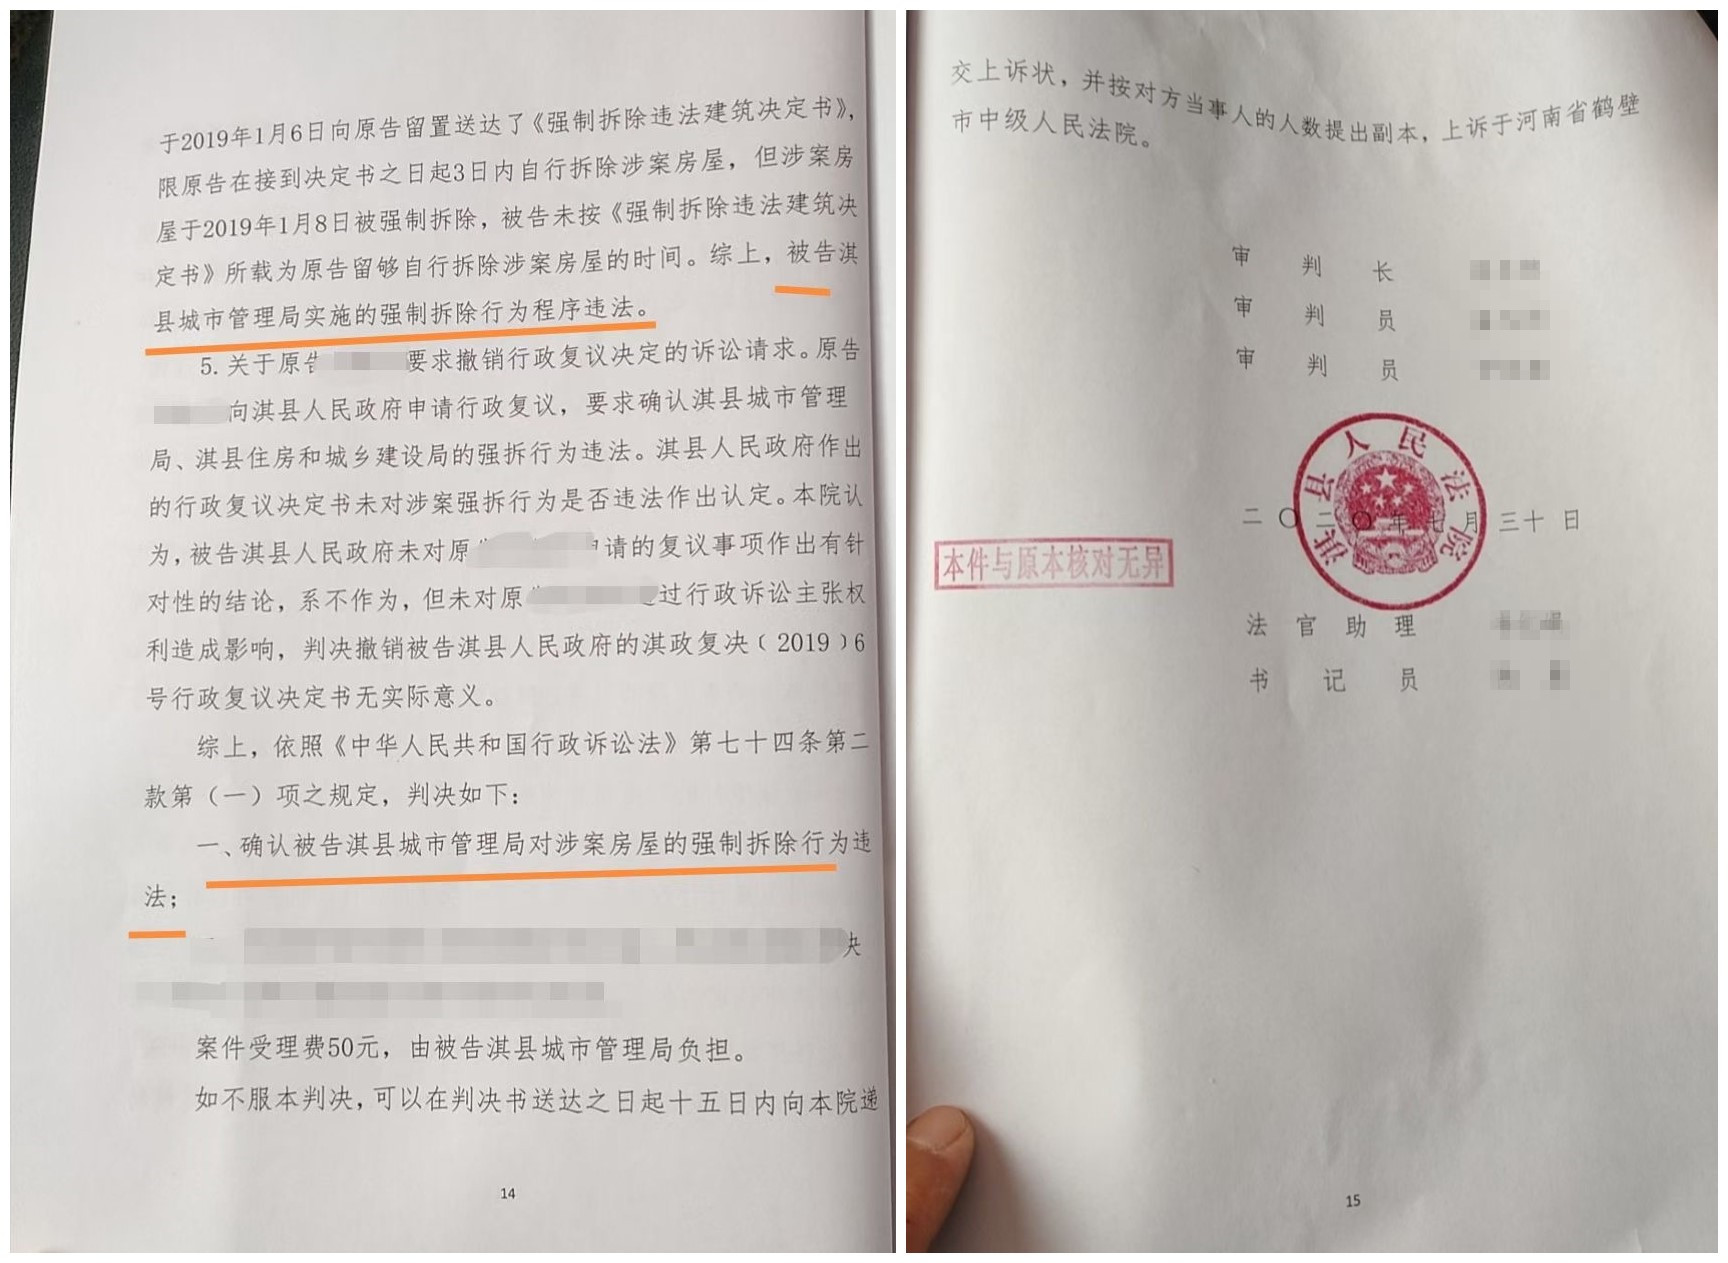 于2019年1月6日向原告留置送达了《强制拆除违法建筑决定书》，
限原告在接到决定书之日起3日内自行拆除涉案房屋，但涉案房
屋于2019年1月8日被强制拆除，被告未按《强制拆除违法建筑决
定书》所载为原告留够自行拆除涉案房屋的时间。综上，被告淇
县城市管理局实施的强制拆除行为程序违法。
5.关于原告要求撤销行政复议决定的诉讼请求。原告
向淇县人民政府申请行政复议，要求确认淇县城市管理
局、淇县住房和城乡建设局的强拆行为违法。淇县人民政府作出
的行政复议决定书未对涉案强拆行为是否违法作出认定。本院认
为，被告淇县人民政府未对原申请的复议事项作出有针
对性的结论，系不作为，但未对原过行政诉讼主张权
利造成影响，判决撤销被告淇县人民政府的淇政复决（2019）6
号行政复议决定书无实际意义。
综上，依照《中华人民共和国行政诉讼法》第七十四条第二
款第（一）项之规定，判决如下：
一、确认被告淇县城市管理局对涉案房屋的强制拆除行为违
法；
决
案件受理费50元，由被告淇县城市管理局负担。
如不服本判决，可以在判决书送达之日起十五日内向本院递
14
交上诉状，并按对方当事人的人数提出副本，上诉于河南省鹤壁
市中级人民法院。
审判长
审判员
审判员
淇县人民法院
二〇二〇年七月三十日
本件与原本核对无异
法官助理
书记员
15